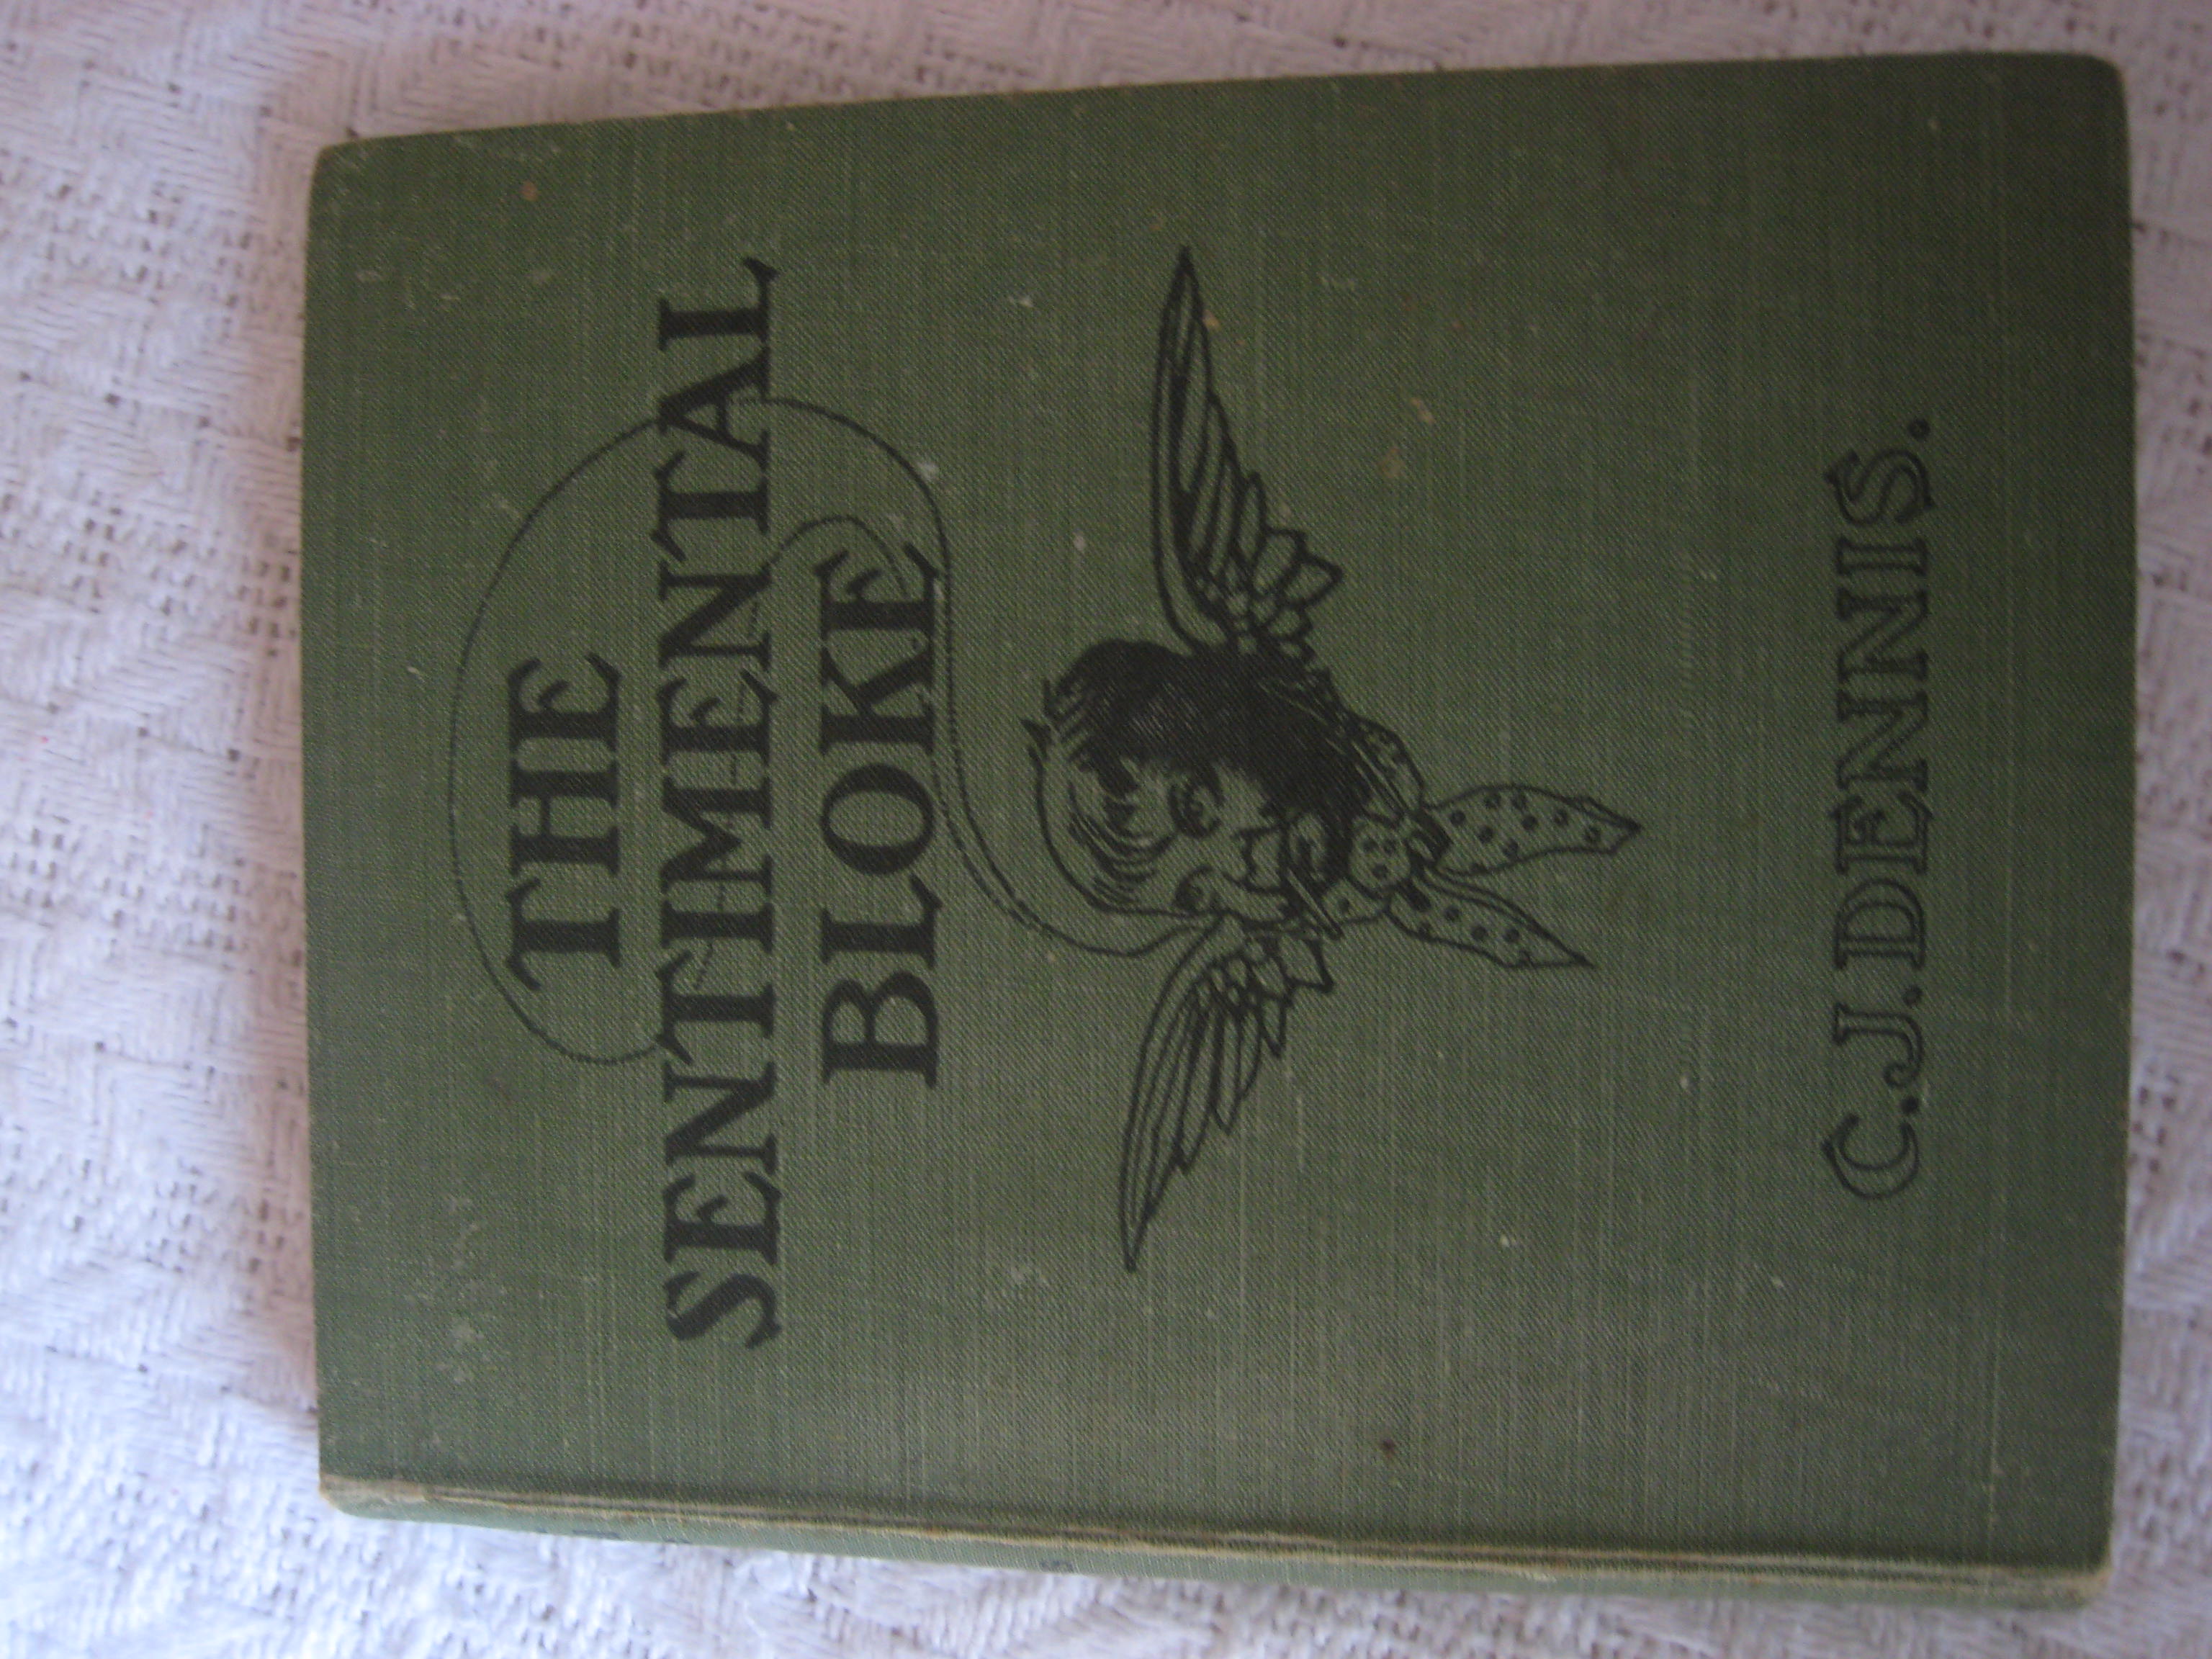 THE
SENTIMENTAL
BLOKE
C.J. DENNIS.